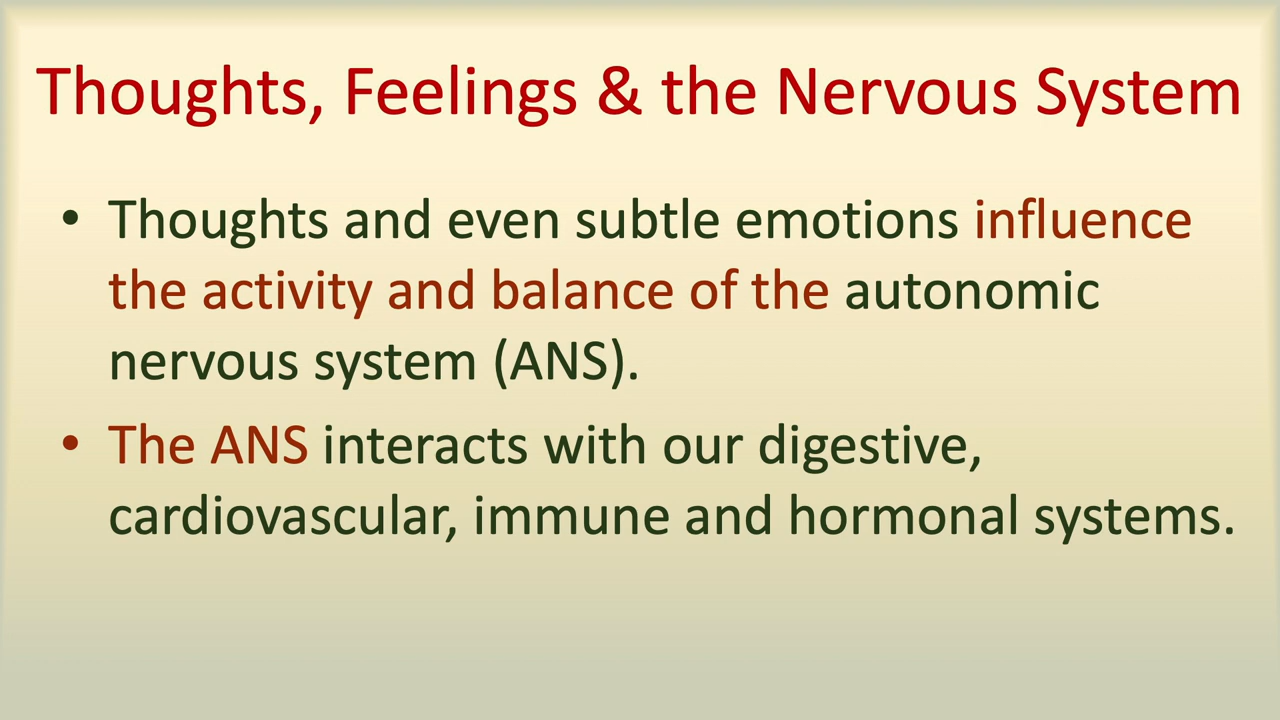 Thoughts, Feelings & the Nervous System
• Thoughts and even subtle emotions influence
the activity and balance of the autonomic
nervous system (ANS).
• The ANS interacts with our digestive,
cardiovascular, immune and hormonal systems.